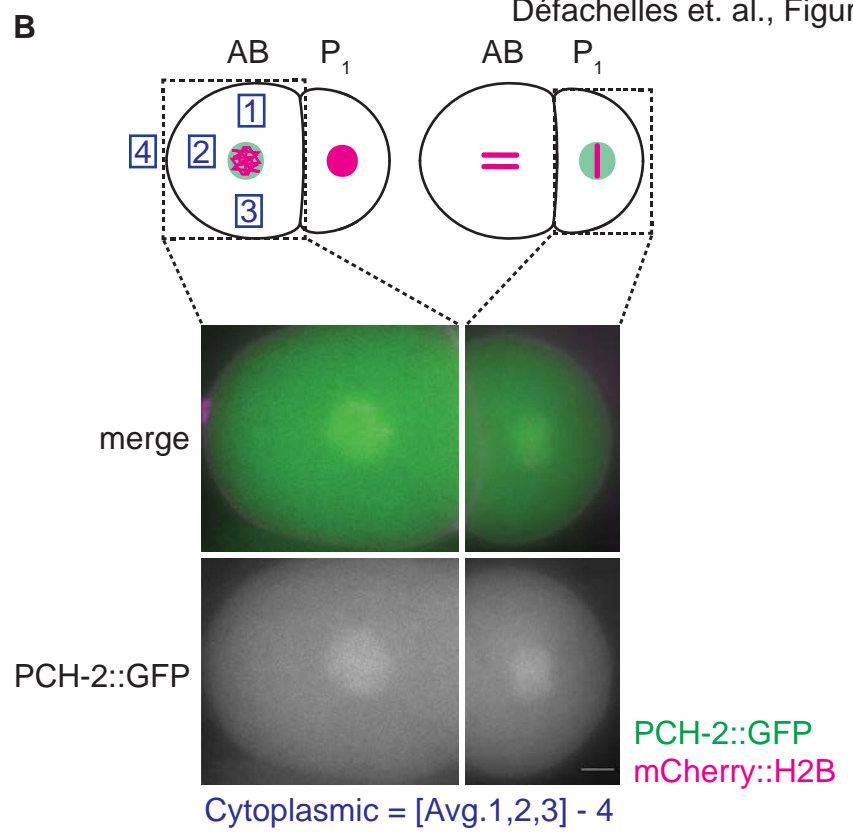 Défachelles et. al., Figur
B
AB P1 AB P1
1
4 2
3
merge
PCH-2::GFP
PCH-2::GFP
mCherry::H2B
Cytoplasmic = [Avg.1,2,3] - 4